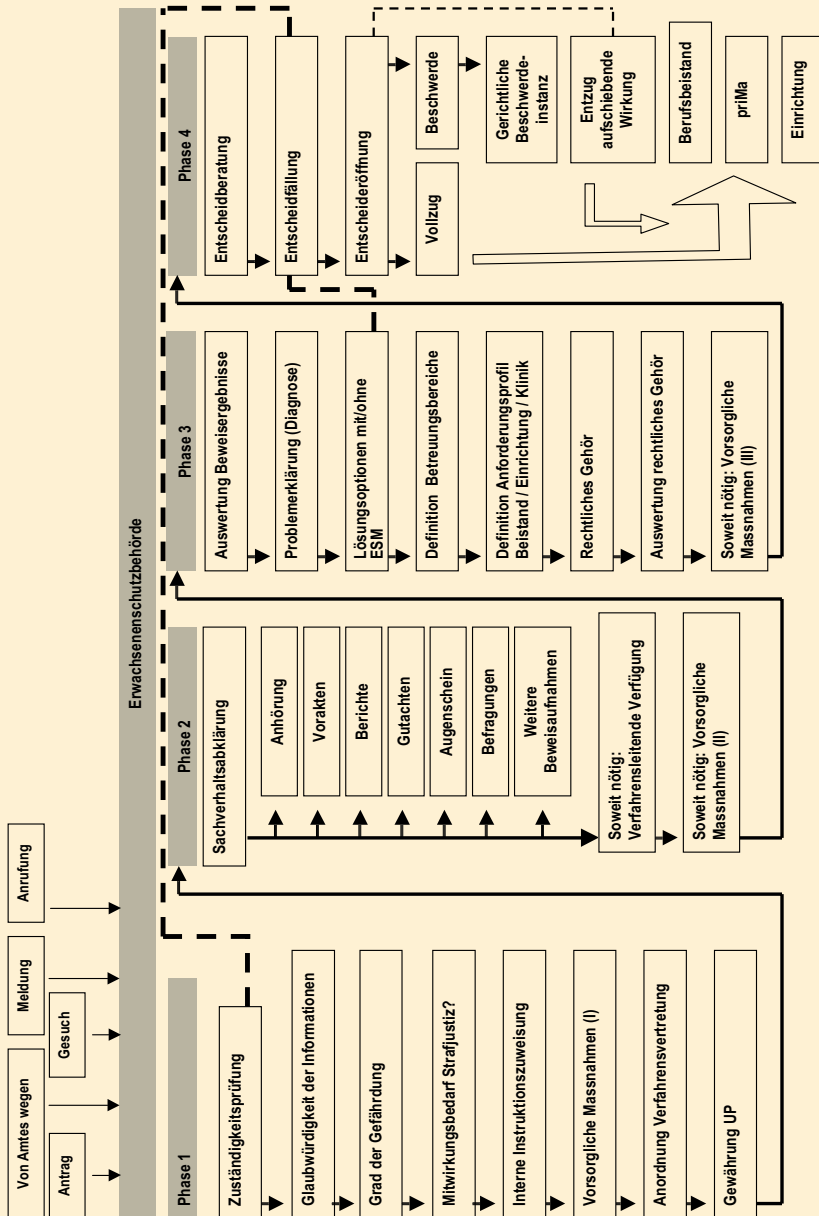 Von Amtes wegen
Meldung
Anrufung
Antrag
Gesuch
Erwachsenenschutzbehörde
Phase 1
Zuständigkeitsprüfung
Glaubwürdigkeit der Informationen
Grad der Gefährdung
Mitwirkungsbedarf Strafjustiz?
Interne Instruktionszuweisung
Vorsorgliche Massnahmen (I)
Anordnung Verfahrensvertretung
Gewährung UP
Phase 2
Sachverhaltsabklärung
Anhörung
Vorakten
Berichte
Gutachten
Augenschein
Befragungen
Weitere
Beweisaufnahmen
Soweit nötig:
Verfahrensleitende Verfügung
Soweit nötig: Vorsorgliche
Massnahmen (II)
Phase 3
Auswertung Beweisergebnisse
Problemerklärung (Diagnose)
Lösungsoptionen mit/ohne
ESM
Definition Betreuungsbereiche
Definition Anforderungsprofil
Beistand / Einrichtung / Klinik
Rechtliches Gehör
Auswertung rechtliches Gehör
Soweit nötig: Vorsorgliche
Massnahmen (III)
Phase 4
Entscheidberatung
Entscheidfällung
Entscheideröffnung
Vollzug
Beschwerde
Gerichtliche
Beschwerde-
instanz
Entzug
aufschiebende
Wirkung
Berufsbeistand
priMa
Einrichtung